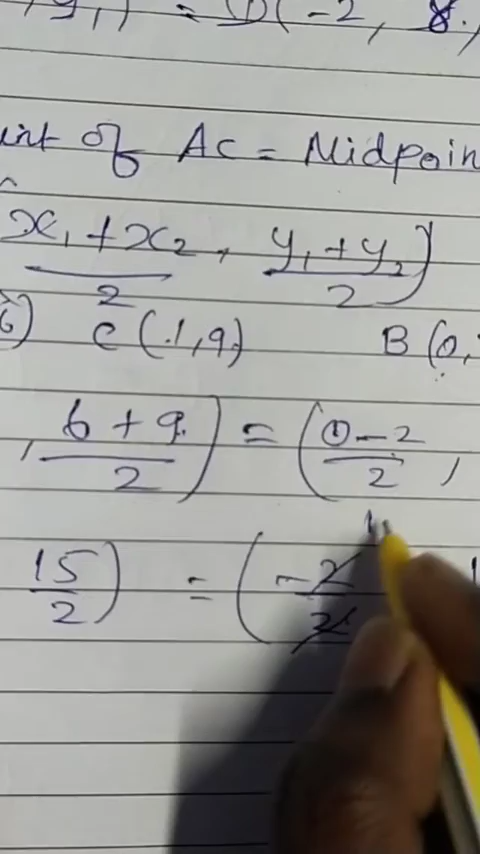 y₁) = D(-2, 8.)
int of AC = Midpoin
x₁ + x₂ / 2 , y₁ + y₂ / 2)
6) C (1, 9) B (0,
, 6 + 9 / 2) = (0 - 2 / 2 ,
15 / 2) = (-2 / 2